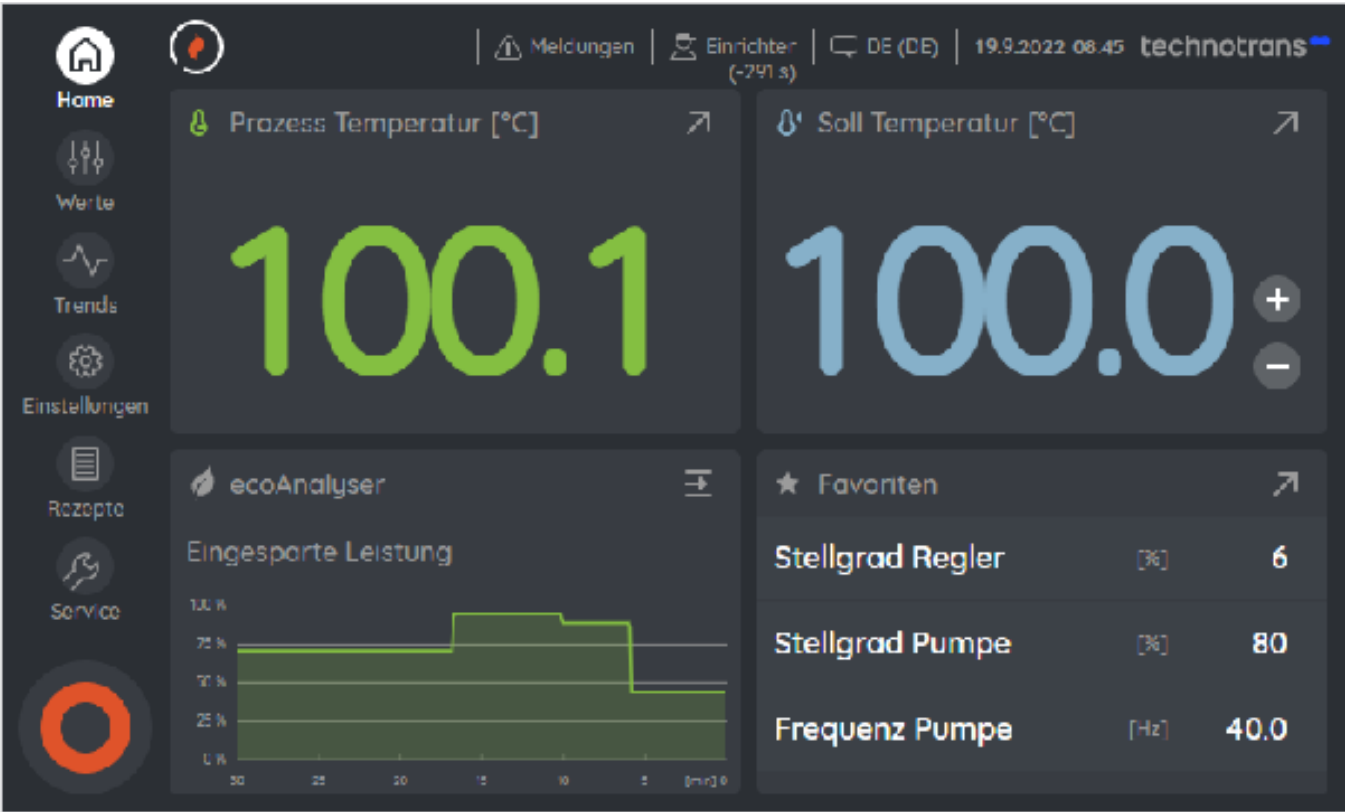 Meldungen
Einrichter
(-291 s)
DE (DE)
19.9.2022 08.45
technotrans
Home
Werte
Trends
Einstellungen
Rezepte
Service
Prozess Temperatur [°C]
100.1
Soll Temperatur [°C]
100.0
+
−
ecoAnalyser
Eingesparte Leistung
100 %
75 %
50 %
25 %
0 %
30 25 20 15 10 5 [min] 0
Favoriten
Stellgrad Regler [%] 6
Stellgrad Pumpe [%] 80
Frequenz Pumpe [Hz] 40.0